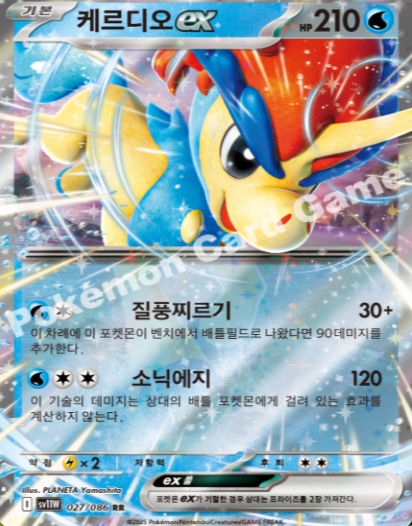 기본 케르디오ex HP210
Pokémon Card Game
질풍찌르기 30+
이 차례에 이 포켓몬이 벤치에서 배틀필드로 나왔다면 90데미지를
추가한다.
소닉에지 120
이 기술의 데미지는 상대의 배틀 포켓몬에게 걸려 있는 효과를
계산하지 않는다.
약점 ×2 저항력 후퇴
Illus. PLANETA Yamashita
I sv11W 027/086 RR
ex룰
포켓몬ex가 기절한 경우 상대는 프라이즈를 2장 가져간다.
©2025 Pokémon/Nintendo/Creatures/GAME FREAK.